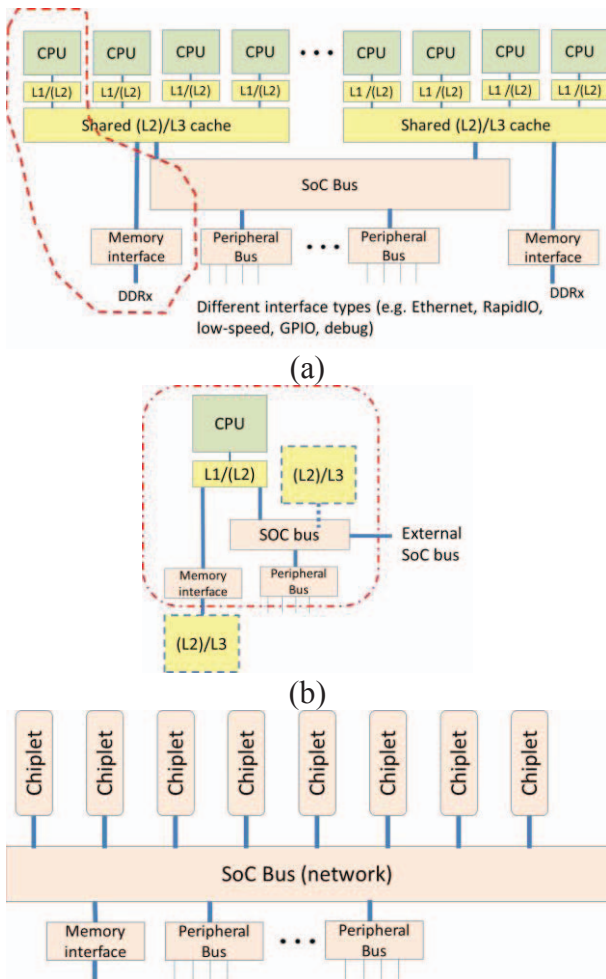 CPU CPU CPU CPU ••• CPU CPU CPU CPU
L1/(L2) L1/(L2) L1/(L2) L1/(L2) L1 /(L2) L1 /(L2) L1 /(L2) L1 /(L2)
Shared (L2)/L3 cache Shared (L2)/L3 cache
SoC Bus
Memory interface Peripheral Bus ••• Peripheral Bus Memory interface
DDRx DDRx
Different interface types (e.g. Ethernet, RapidIO,
low-speed, GPIO, debug)
(a)
CPU
L1/(L2) (L2)/L3
SOC bus External
SoC bus
Memory interface Peripheral Bus
(L2)/L3
(b)
Chiplet Chiplet Chiplet Chiplet Chiplet Chiplet Chiplet Chiplet
SoC Bus (network)
Memory interface Peripheral Bus ••• Peripheral Bus